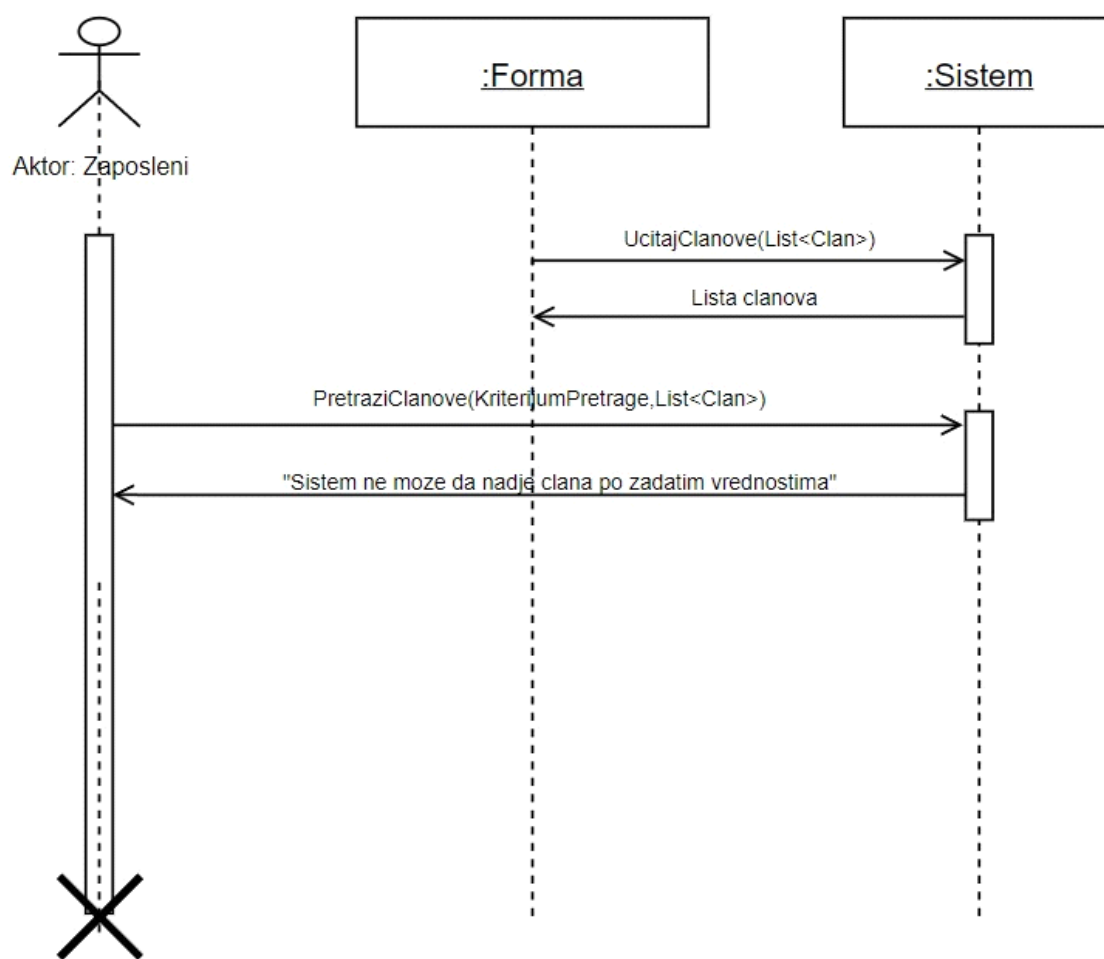 :Forma
:Sistem
Aktor: Zaposleni
UcitajClanove(List<Clan>)
Lista clanova
PretraziClanove(KriteritumPretrage,List<Clan>)
"Sistem ne moze da nadje clana po zadatim vrednostima"